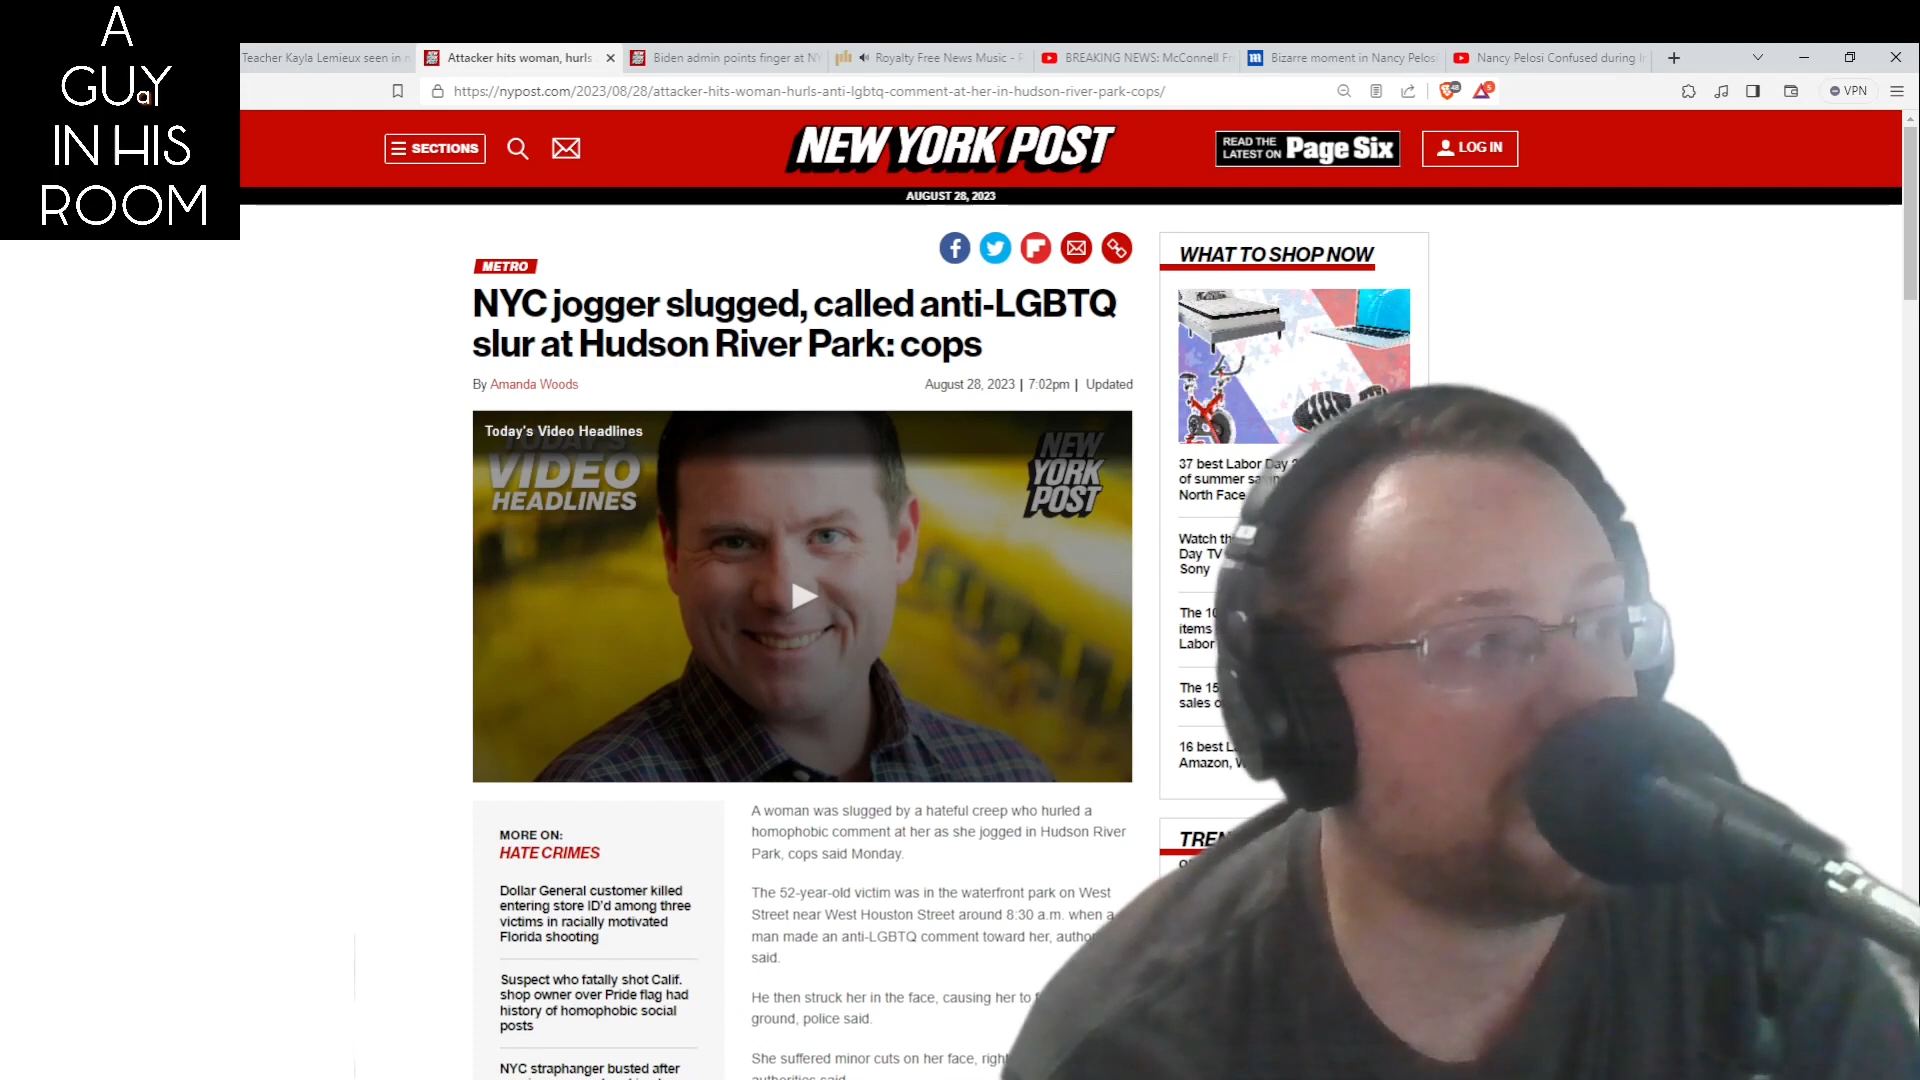 A
GUY
a
IN HIS
ROOM
Teacher Kayla Lemieux seen in
Attacker hits woman, hurls
Biden admin points finger at NY
Royalty Free News Music -
BREAKING NEWS: McConnell Fr
Bizarre moment in Nancy Pelosi
Nancy Pelosi Confused during
https://nypost.com/2023/08/28/attacker-hits-woman-hurls-anti-lgbtq-comment-at-her-in-hudson-river-park-cops/
VPN
SECTIONS
NEW YORK POST
READ THE
LATEST ON Page Six
LOG IN
AUGUST 28, 2023
METRO
NYC jogger slugged, called anti-LGBTQ
slur at Hudson River Park: cops
By Amanda Woods
August 28, 2023 | 7:02pm | Updated
Today's Video Headlines
VIDEO
HEADLINES
NEW
YORK
POST
MORE ON:
HATE CRIMES
Dollar General customer killed
entering store ID'd among three
victims in racially motivated
Florida shooting
Suspect who fatally shot Calif.
shop owner over Pride flag had
history of homophobic social
posts
NYC straphanger busted after
A woman was slugged by a hateful creep who hurled a
homophobic comment at her as she jogged in Hudson River
Park, cops said Monday.
The 52-year-old victim was in the waterfront park on West
Street near West Houston Street around 8:30 a.m. when a
man made an anti-LGBTQ comment toward her,
said.
He then struck her in the face, causing her to
ground, police said.
She suffered minor cuts on her face,
WHAT TO SHOP NOW
37 best Labor Day
of summer
North Face
Watch
Day TV
Sony
The
items
Labor
The 15
sales
16 best
Amazon,